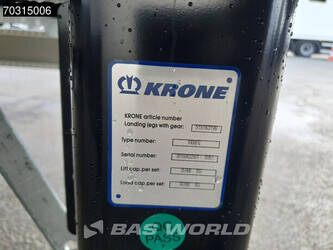 70315006
KRONE
KRONE article number
Landing legs with gear:
Type number:
Serial number:
Lift cap.per set:
Load cap.per set:
PASS
BAS WORLD